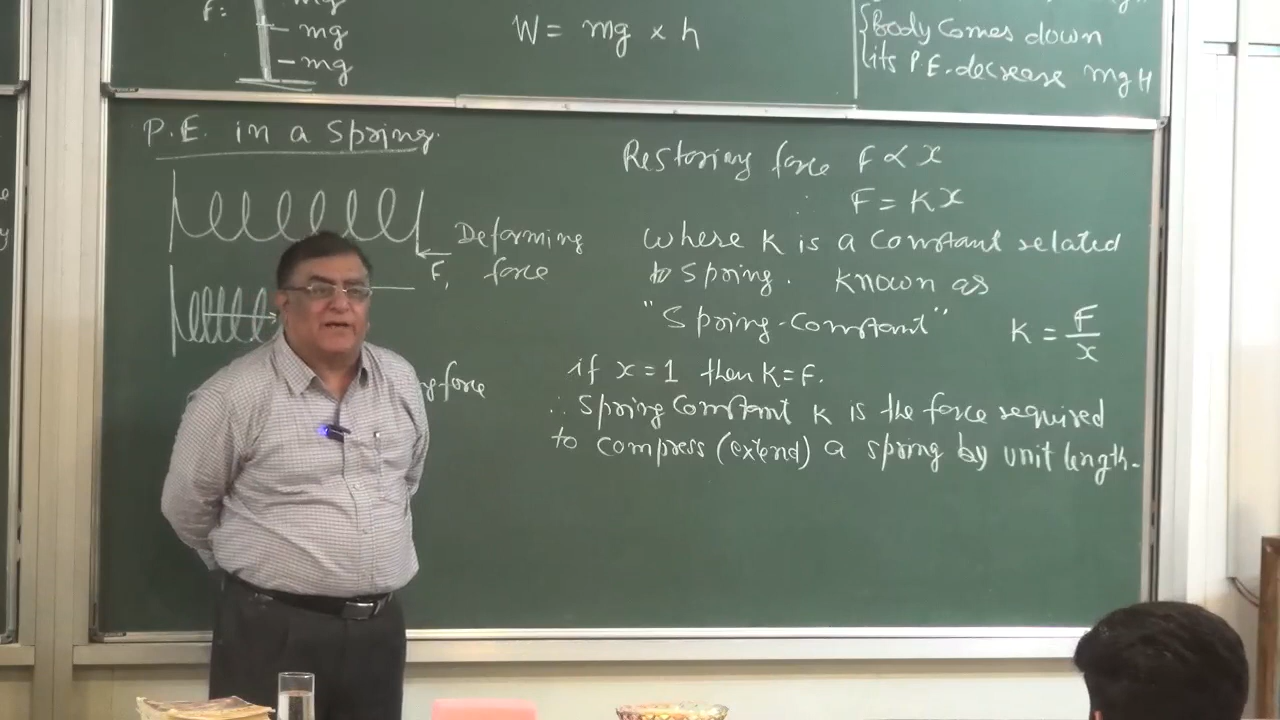 F:
mg
- mg
- mg
W = mg × h
Body comes down
its P.E. decrease mgH
P.E. in a Spring.
Deforming
F, force
Restoring force F ∝ x
∴ F = Kx
where K is a constant related
to spring. known as
"Spring-Constant"
K = F/x
if x = 1 then K = F.
∴ Spring Constant K is the force required
to compress (extend) a spring by unit length.
force